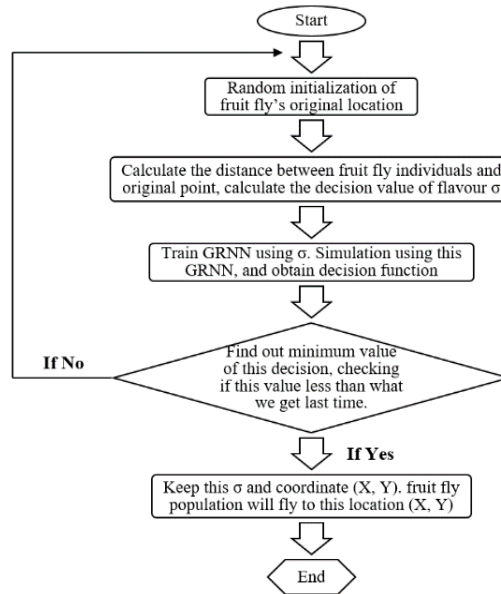 Start
Random initialization of
fruit fly's original location
Calculate the distance between fruit fly individuals and
original point, calculate the decision value of flavour σ
Train GRNN using σ. Simulation using this
GRNN, and obtain decision function
If No
Find out minimum value
of this decision, checking
if this value less than what
we get last time.
If Yes
Keep this σ and coordinate (X, Y). fruit fly
population will fly to this location (X, Y)
End